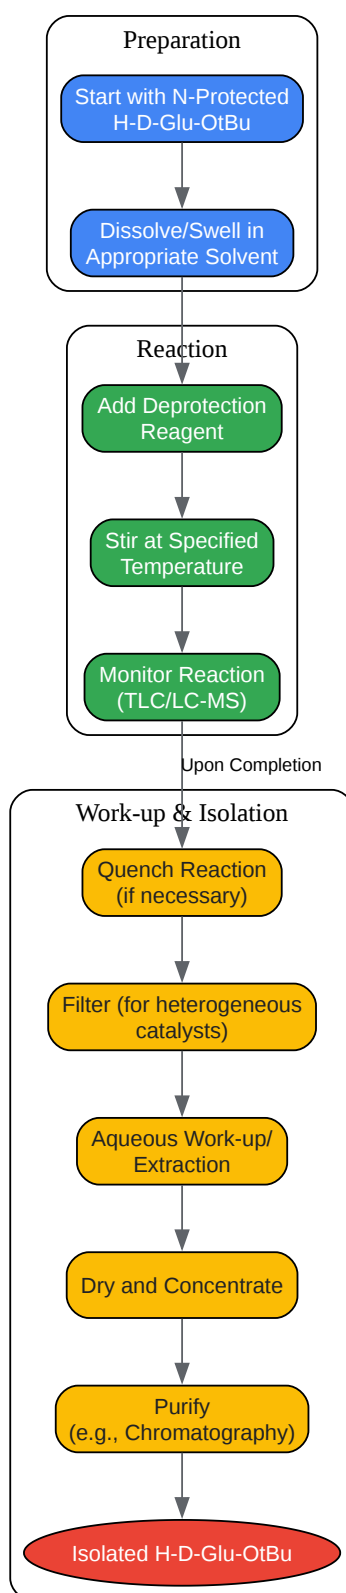 Preparation
Start with N-Protected
H-D-Glu-OtBu
Dissolve/Swell in
Appropriate Solvent
Reaction
Add Deprotection
Reagent
Stir at Specified
Temperature
Monitor Reaction
(TLC/LC-MS)
Upon Completion
Work-up & Isolation
Quench Reaction
(if necessary)
Filter (for heterogeneous
catalysts)
Aqueous Work-up/
Extraction
Dry and Concentrate
Purify
(e.g., Chromatography)
Isolated H-D-Glu-OtBu